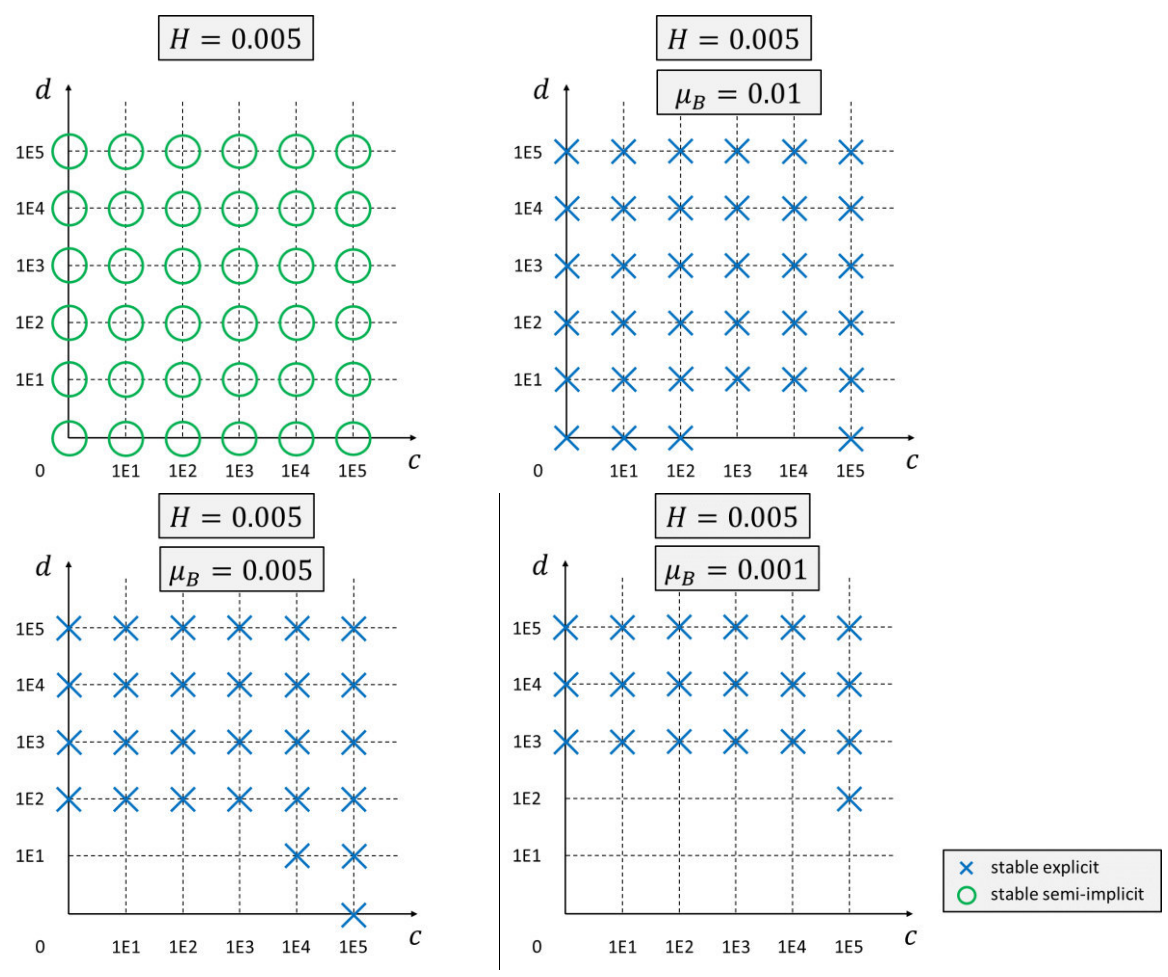 H = 0.005
d
1E5
1E4
1E3
1E2
1E1
0
1E1 1E2 1E3 1E4 1E5
c
H = 0.005
μ_B = 0.01
d
1E5
1E4
1E3
1E2
1E1
0
1E1 1E2 1E3 1E4 1E5
c
H = 0.005
μ_B = 0.005
d
1E5
1E4
1E3
1E2
1E1
0
1E1 1E2 1E3 1E4 1E5
c
H = 0.005
μ_B = 0.001
d
1E5
1E4
1E3
1E2
1E1
0
1E1 1E2 1E3 1E4 1E5
c
stable explicit
stable semi-implicit